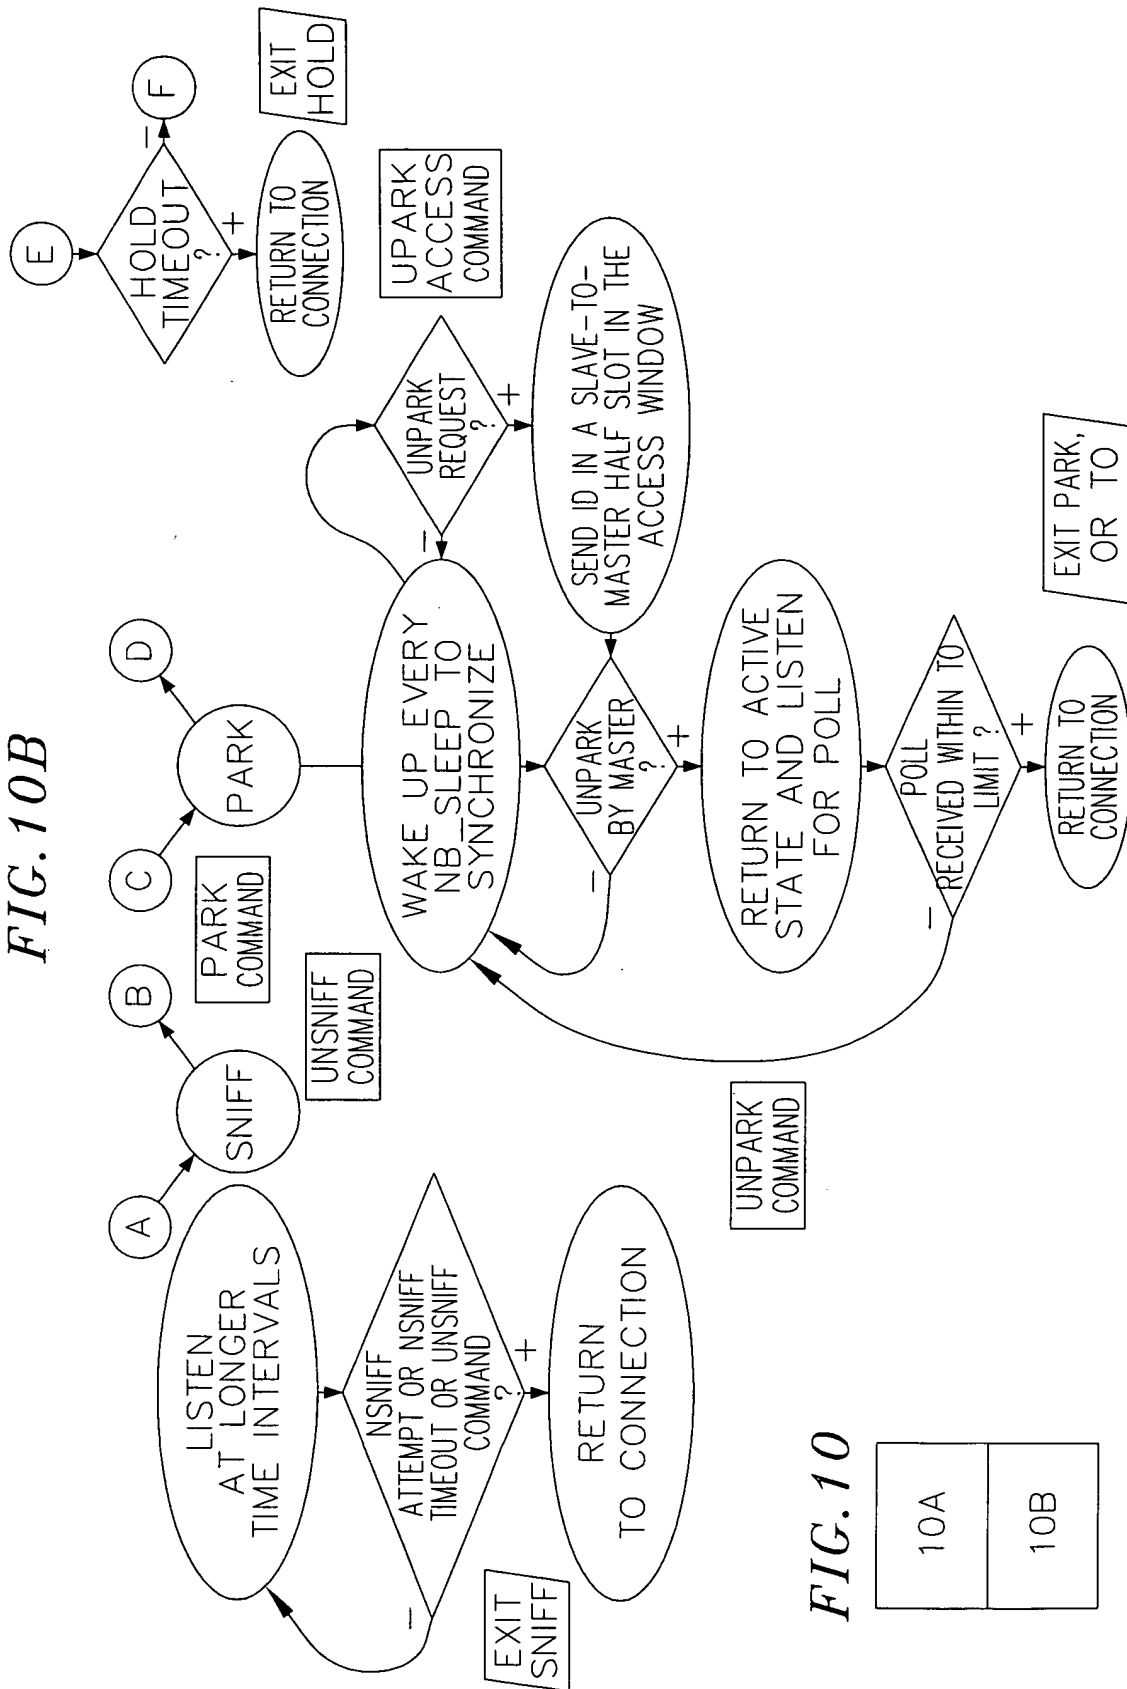 FIG. 10B
A
B
SNIFF
LISTEN
AT LONGER
TIME INTERVALS
UNSNIFF
COMMAND
NSNIFF
ATTEMPT OR NSNIFF
TIMEOUT OR UNSNIFF
COMMAND
?
-
+
EXIT
SNIFF
RETURN
TO CONNECTION
C
D
PARK
PARK
COMMAND
WAKE UP EVERY
NB_SLEEP TO
SYNCHRONIZE
UNPARK
REQUEST
?
-
+
UPARK
ACCESS
COMMAND
SEND ID IN A SLAVE-TO-
MASTER HALF SLOT IN THE
ACCESS WINDOW
UNPARK
BY MASTER
?
-
+
UNPARK
COMMAND
RETURN TO ACTIVE
STATE AND LISTEN
FOR POLL
POLL
RECEIVED WITHIN TO
LIMIT ?
-
+
RETURN TO
CONNECTION
EXIT PARK,
OR TO
E
HOLD
TIMEOUT
?
-
F
+
RETURN TO
CONNECTION
EXIT
HOLD
FIG. 10
10A
10B